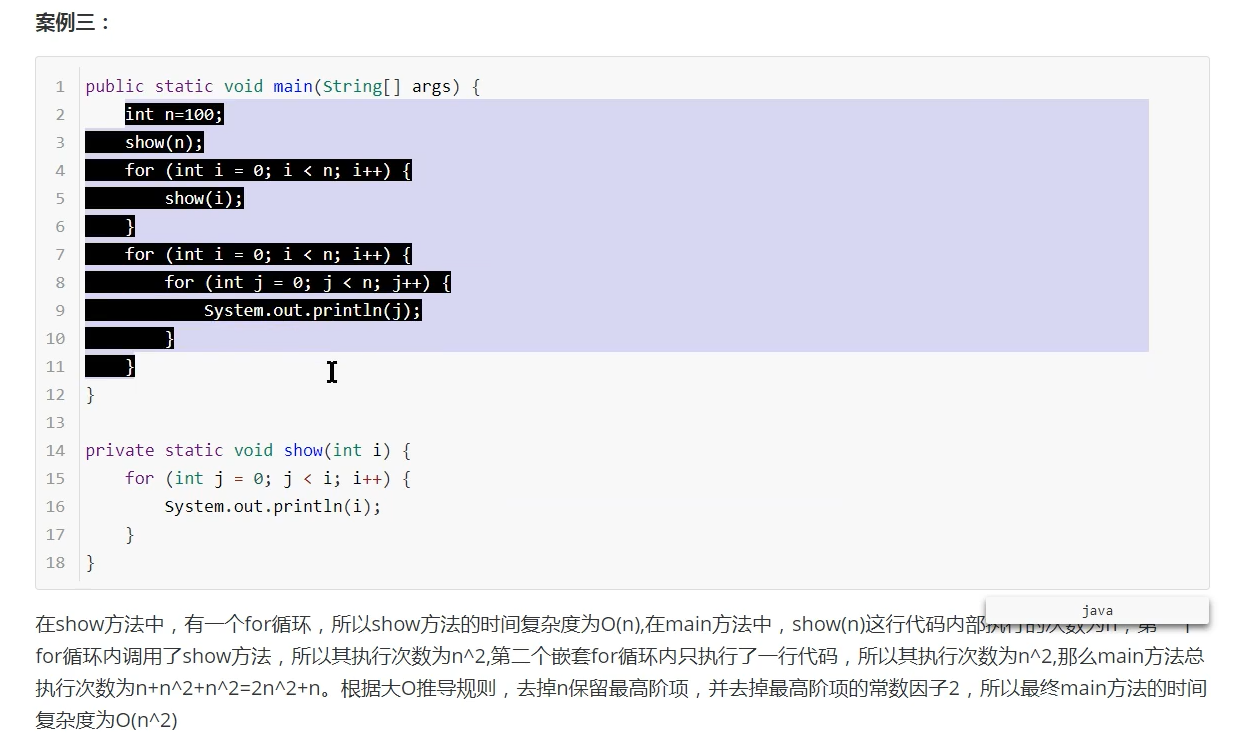 案例三：
1 public static void main(String[] args) {
2     int n=100;
3     show(n);
4     for (int i = 0; i < n; i++) {
5         show(i);
6     }
7     for (int i = 0; i < n; i++) {
8         for (int j = 0; j < n; j++) {
9             System.out.println(j);
10         }
11     }
12 }
13
14 private static void show(int i) {
15     for (int j = 0; j < i; i++) {
16         System.out.println(i);
17     }
18 }
java
在show方法中，有一个for循环，所以show方法的时间复杂度为O(n),在main方法中，show(n)这行代码内部执行的次数为n，第一个
for循环内调用了show方法，所以其执行次数为n^2,第二个嵌套for循环内只执行了一行代码，所以其执行次数为n^2,那么main方法总
执行次数为n+n^2+n^2=2n^2+n。根据大O推导规则，去掉n保留最高阶项，并去掉最高阶项的常数因子2，所以最终main方法的时间
复杂度为O(n^2)